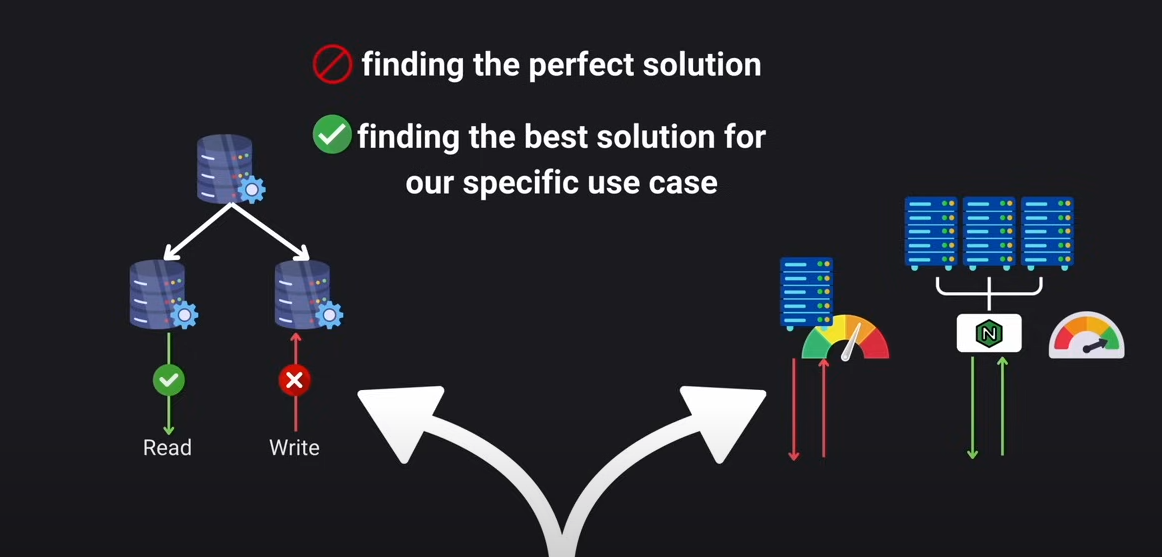 finding the perfect solution
finding the best solution for
our specific use case
N
Read
Write